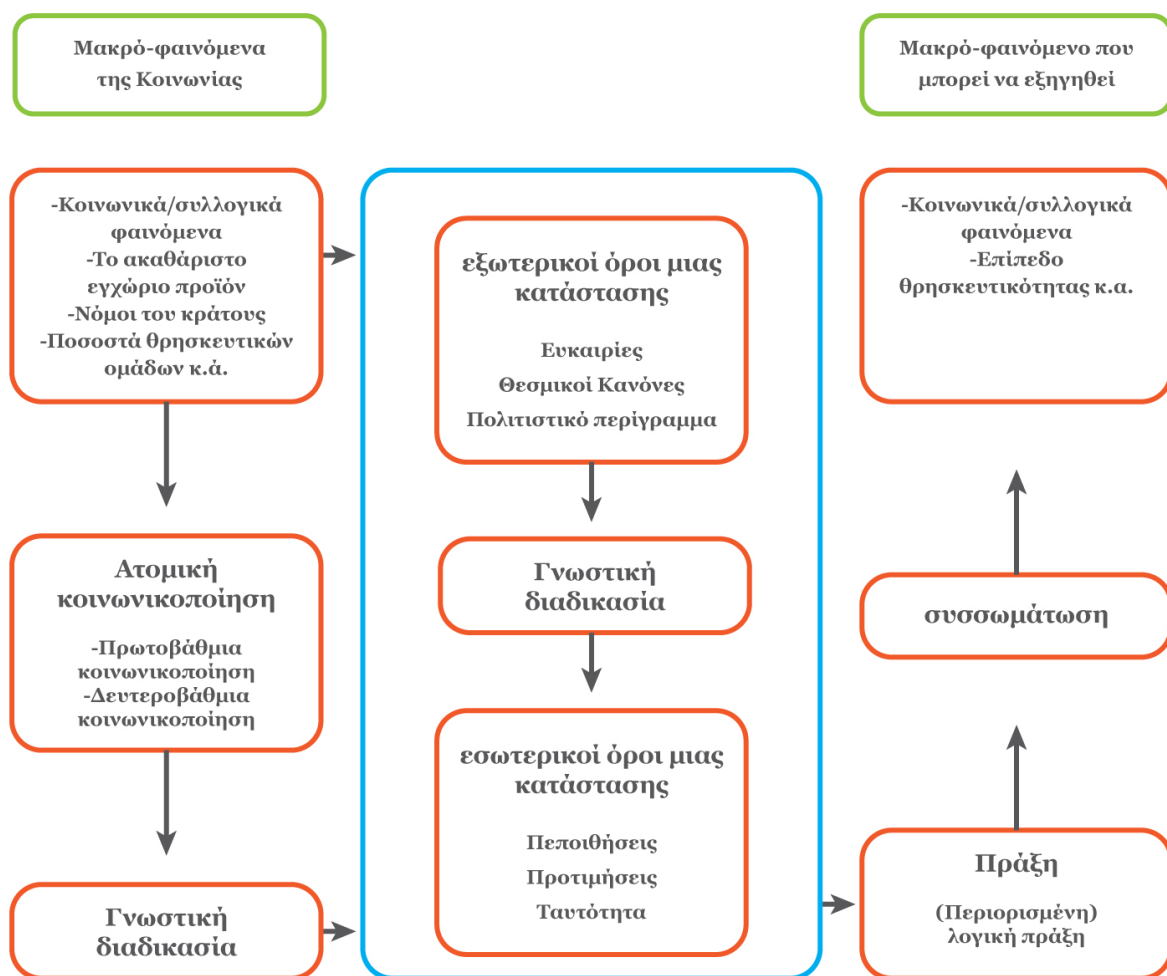 Μακρό-φαινόμενα
της Κοινωνίας
Μακρό-φαινόμενο που
μπορεί να εξηγηθεί
-Κοινωνικά/συλλογικά
φαινόμενα
-Το ακαθάριστο
εγχώριο προϊόν
-Νόμοι του κράτους
-Ποσοστά θρησκευτικών
ομάδων κ.ά.
Ατομική
κοινωνικοποίηση
-Πρωτοβάθμια
κοινωνικοποίηση
-Δευτεροβάθμια
κοινωνικοποίηση
Γνωστική
διαδικασία
εξωτερικοί όροι μιας
κατάστασης
Ευκαιρίες
Θεσμικοί Κανόνες
Πολιτιστικό περίγραμμα
Γνωστική
διαδικασία
εσωτερικοί όροι μιας
κατάστασης
Πεποιθήσεις
Προτιμήσεις
Ταυτότητα
-Κοινωνικά/συλλογικά
φαινόμενα
-Επίπεδο
θρησκευτικότητας κ.α.
συσσωμάτωση
Πράξη
(Περιορισμένη)
λογική πράξη